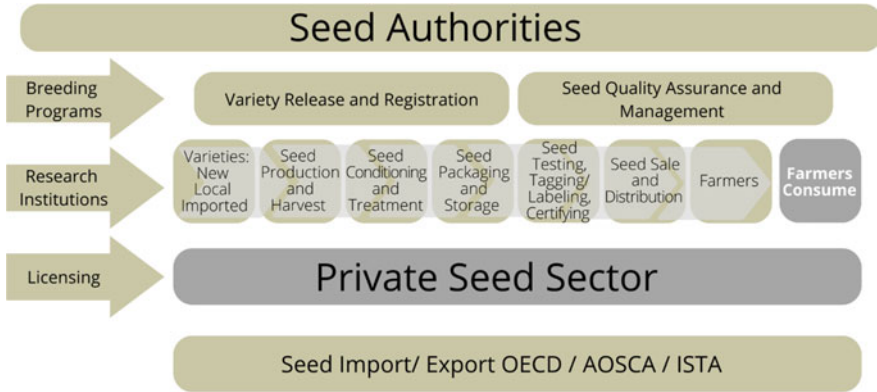 Seed Authorities
Breeding
Programs
Variety Release and Registration
Seed Quality Assurance and
Management
Research
Institutions
Varieties:
New
Local
Imported
Seed
Production
and
Harvest
Seed
Conditioning
and
Treatment
Seed
Packaging
and
Storage
Seed
Testing,
Tagging/
Labeling,
Certifying
Seed Sale
and
Distribution
Farmers
Farmers
Consume
Licensing
Private Seed Sector
Seed Import/ Export OECD / AOSCA / ISTA